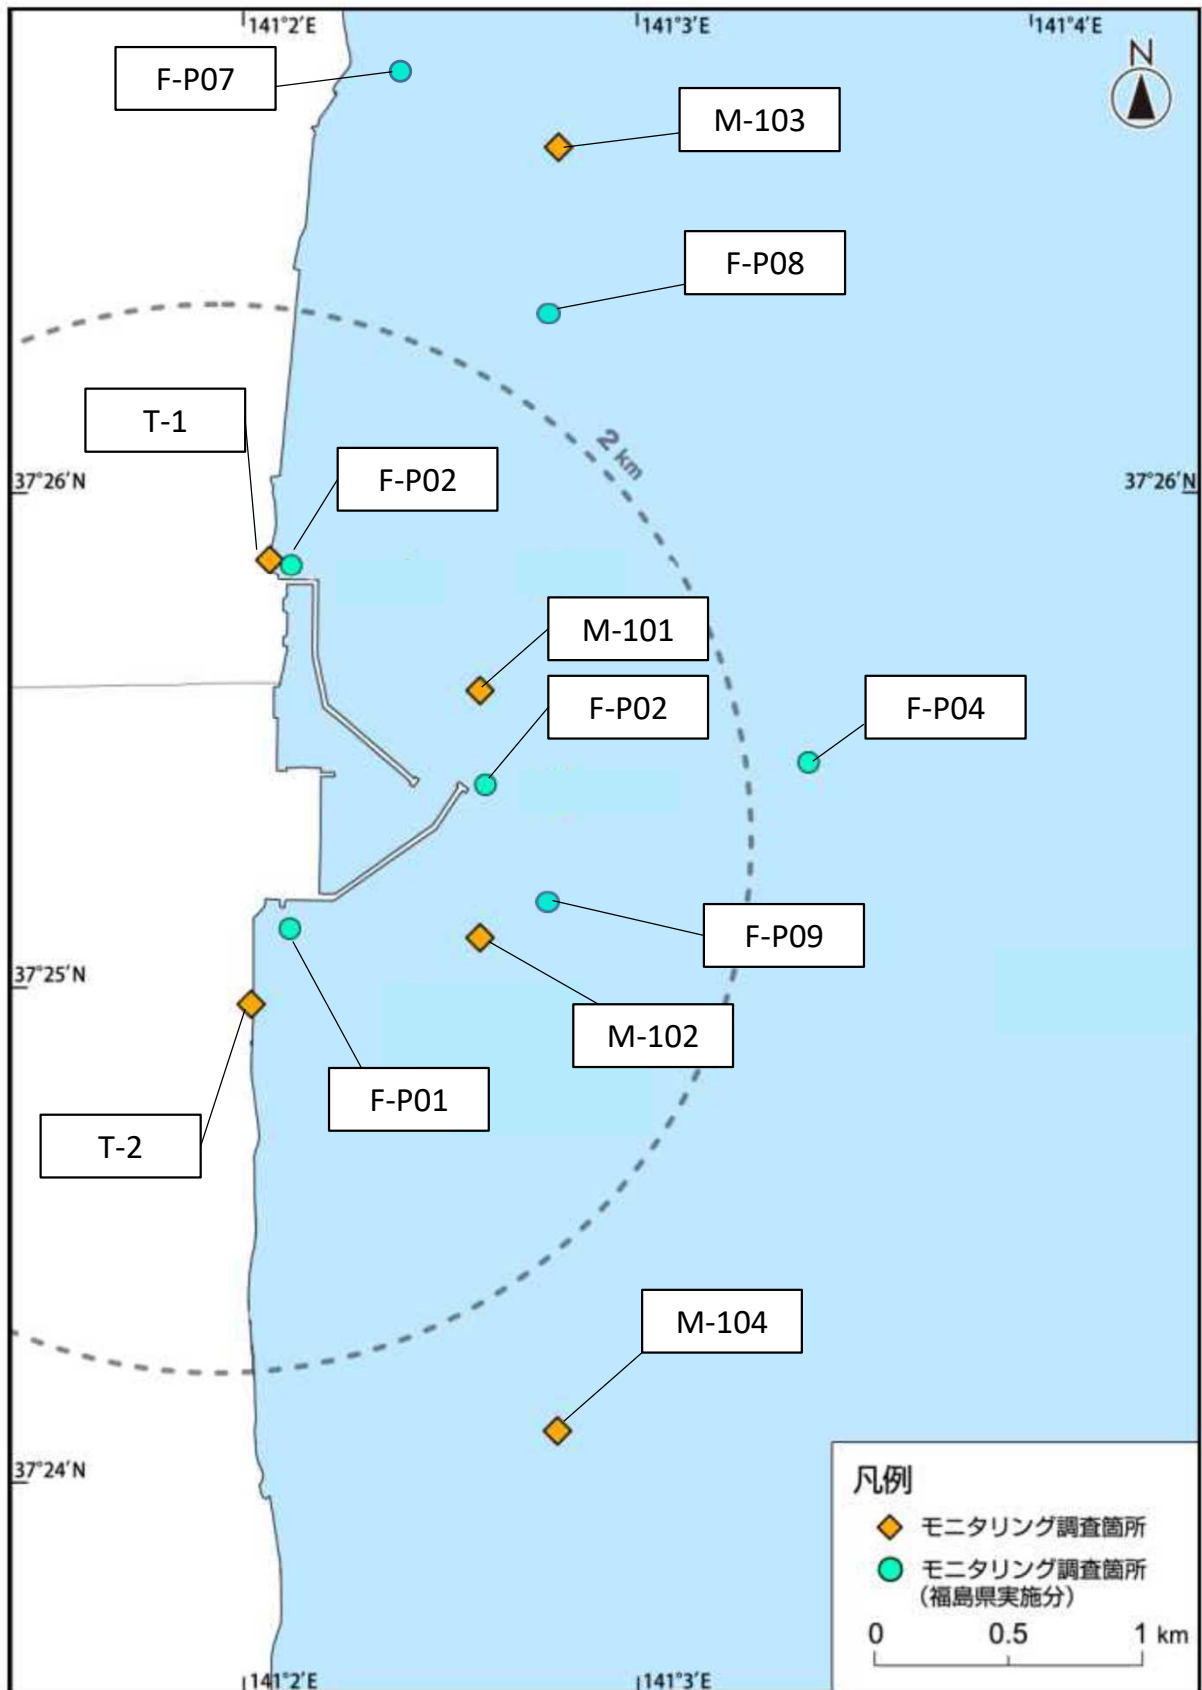 141°2′E
141°3′E
141°4′E
N
F-P07
M-103
F-P08
T-1
2 km
F-P02
37°26′N
37°26′N
M-101
F-P02
F-P04
F-P09
37°25′N
M-102
F-P01
T-2
M-104
37°24′N
凡例
モニタリング調査箇所
モニタリング調査箇所
（福島県実施分）
0 0.5 1 km
141°2′E
141°3′E